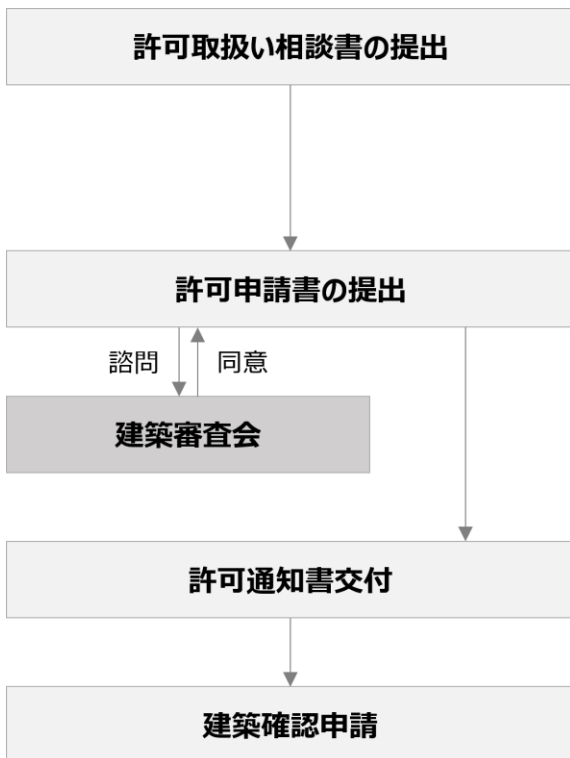 許可取扱い相談書の提出
許可申請書の提出
諮問
同意
建築審査会
許可通知書交付
建築確認申請